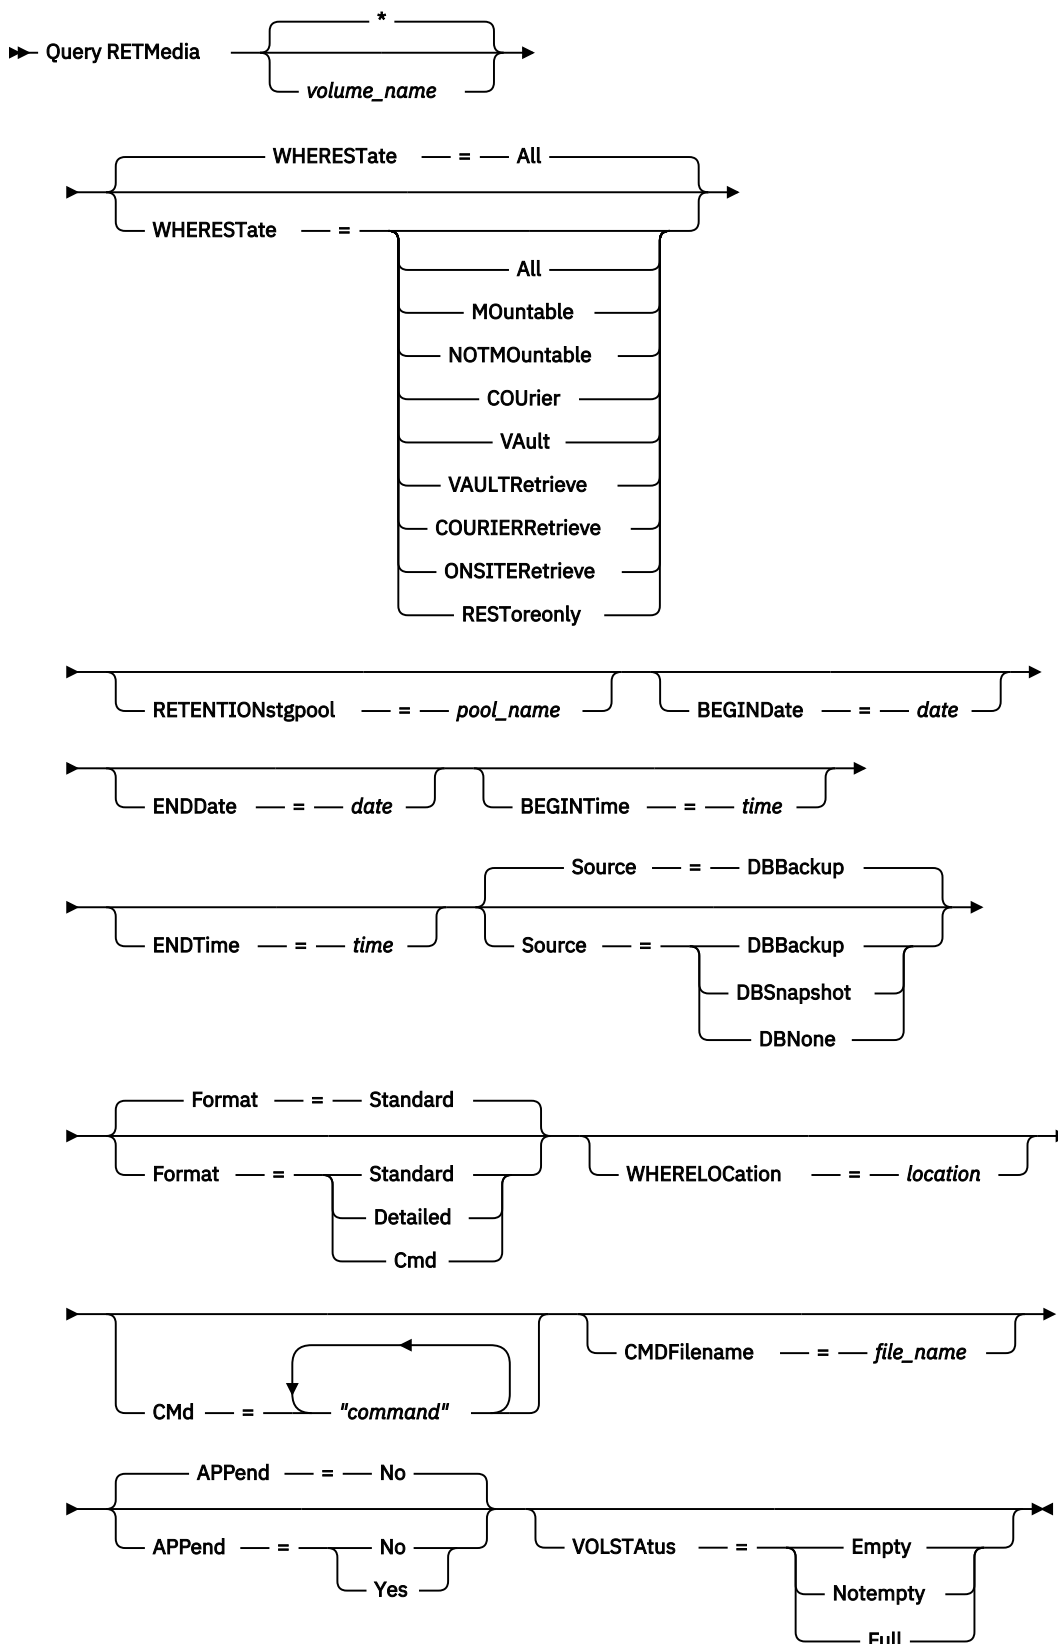 *
Query RETMedia
volume_name
WHERESTate = All
WHERESTate =
All
MOuntable
NOTMOuntable
COUrier
VAult
VAULTRetrieve
COURIERRetrieve
ONSITERetrieve
RESToreonly
RETENTIONstgpool = pool_name BEGINDate = date
ENDDate = date BEGINTime = time
Source = DBBackup
ENDTime = time Source = DBBackup
DBSnapshot
DBNone
Format = Standard
Format = Standard WHERELOCation = location
Detailed
Cmd
CMDFilename = file_name
CMd = "command"
APPend = No
APPend = No VOLSTAtus = Empty
Yes Notempty
Full